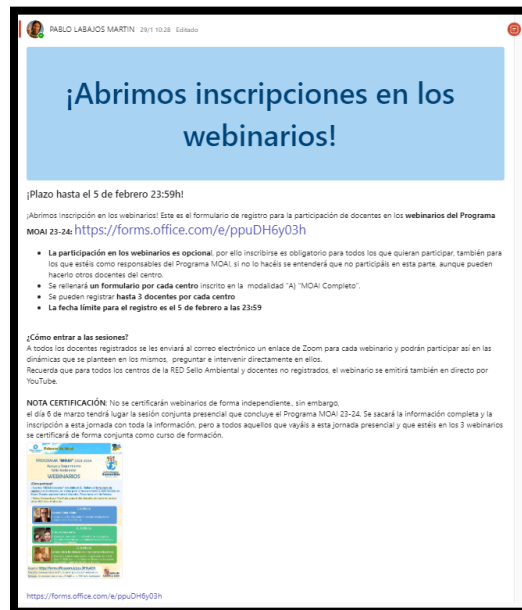 PABLO LABAJOS MARTIN 29/1 10:28 Editado
¡Abrimos inscripciones en los
webinarios!
¡Plazo hasta el 5 de febrero 23:59h!
¡Abrimos Inscripción en los webinarios! Este es el formulario de registro para la participación de docentes en los webinarios del Programa
MOAI 23-24: https://forms.office.com/e/ppuDH6y03h
• La participación en los webinarios es opcional, por ello inscribirse es obligatorio para todos los que quieran participar, también para
los que estéis como responsables del Programa MOAI, si no lo hacéis se entenderá que no participáis en esta parte, aunque pueden
hacerlo otros docentes del centro.
• Se rellenará un formulario por cada centro inscrito en la modalidad "A) "MOAI Completo".
• Se pueden registrar hasta 3 docentes por cada centro
• La fecha límite para el registro es el 5 de febrero a las 23:59
¿Cómo entrar a las sesiones?
A todos los docentes registrados se les enviará al correo electrónico un enlace de Zoom para cada webinario y podrán participar así en las
dinámicas que se planteen en los mismos, preguntar e intervenir directamente en ellos.
Recuerda que para todos los centros de la RED Sello Ambiental y docentes no registrados, el webinario se emitirá también en directo por
YouTube.
NOTA CERTIFICACIÓN: No se certificarán webinarios de forma independiente, sin embargo,
el día 6 de marzo tendrá lugar la sesión conjunta presencial que concluye el Programa MOAI 23-24. Se sacará la información completa y la
inscripción a esta jornada con toda la información, pero a todos aquellos que vayáis a esta jornada presencial y que estéis en los 3 webinarios
se certificará de forma conjunta como curso de formación.
PROGRAMA "MOAI"
WEBINARIOS
https://forms.office.com/e/ppuDH6y03h